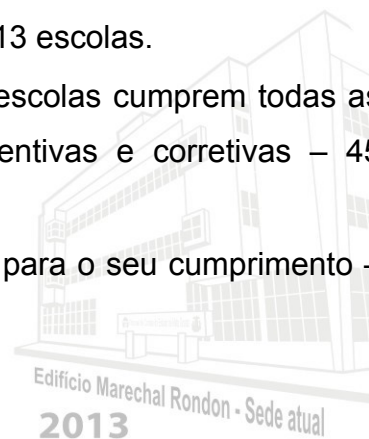 13 escolas.
escolas cumprem todas as
entivas e corretivas – 45
para o seu cumprimento –
Edifício Marechal Rondon - Sede atual
2013